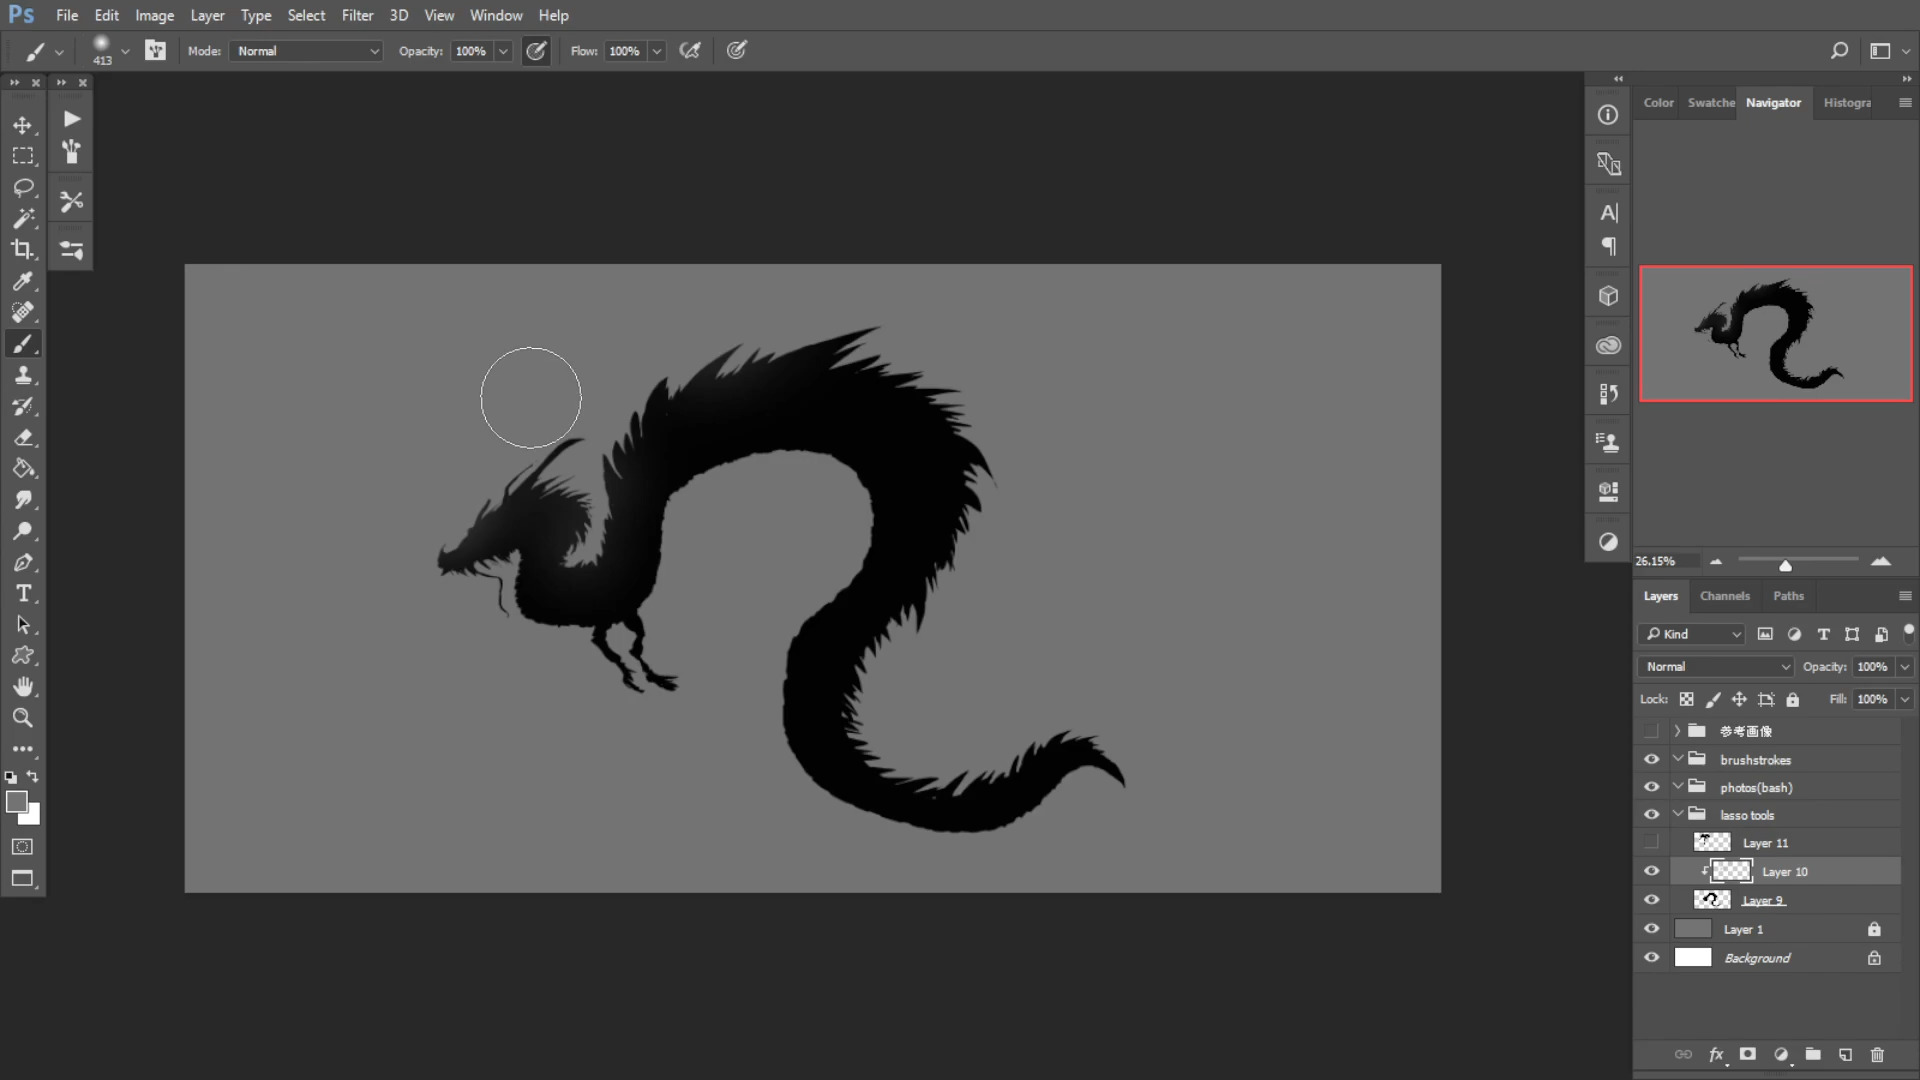 Ps File Edit Image Layer Type Select Filter 3D View Window Help
413 Mode: Normal Opacity: 100% Flow: 100%
Color Swatche Navigator Histogra
26.15%
Layers Channels Paths
Kind
Normal Opacity: 100%
Lock: Fill: 100%
参考画像
brushstrokes
photos(bash)
lasso tools
Layer 11
Layer 10
Layer 9
Layer 1
Background
fx